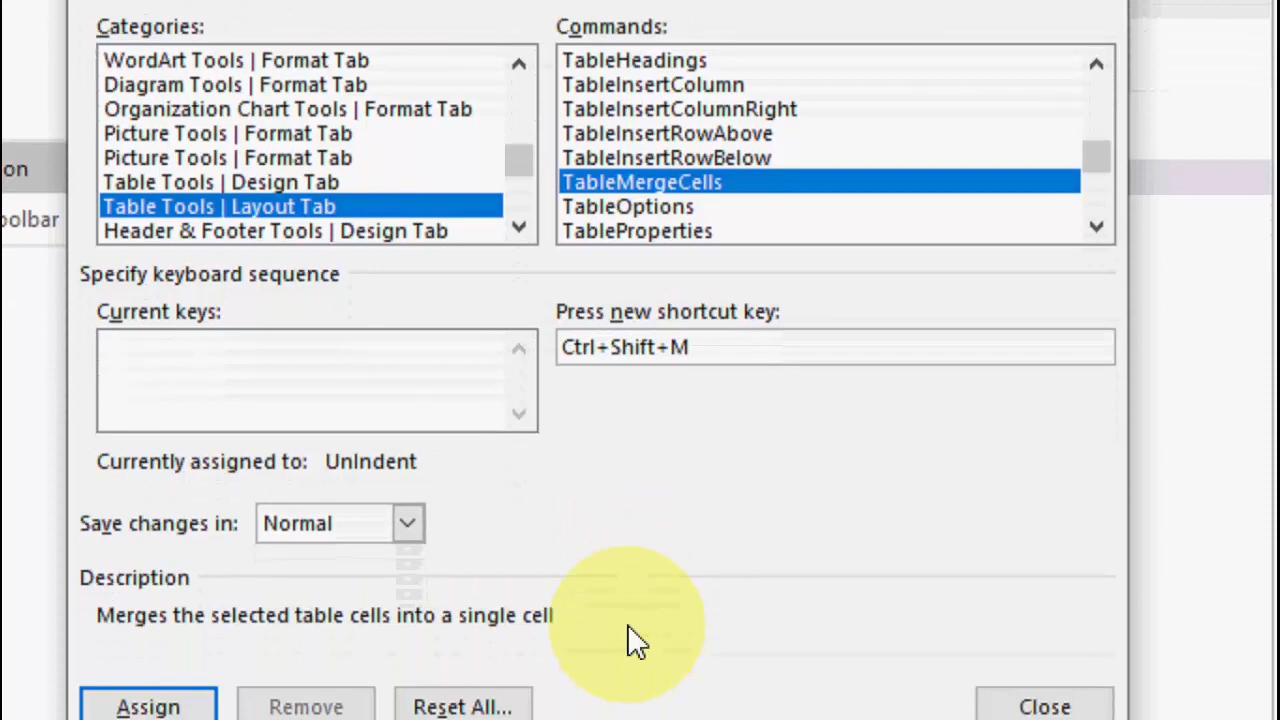 Categories:
Commands:
WordArt Tools | Format Tab
Diagram Tools | Format Tab
Organization Chart Tools | Format Tab
Picture Tools | Format Tab
Picture Tools | Format Tab
Table Tools | Design Tab
Table Tools | Layout Tab
Header & Footer Tools | Design Tab
TableHeadings
TableInsertColumn
TableInsertColumnRight
TableInsertRowAbove
TableInsertRowBelow
TableMergeCells
TableOptions
TableProperties
on
oolbar
Specify keyboard sequence
Current keys:
Press new shortcut key:
Ctrl+Shift+M
Currently assigned to: UnIndent
Save changes in: Normal
Description
Merges the selected table cells into a single cell
Assign Remove Reset All... Close